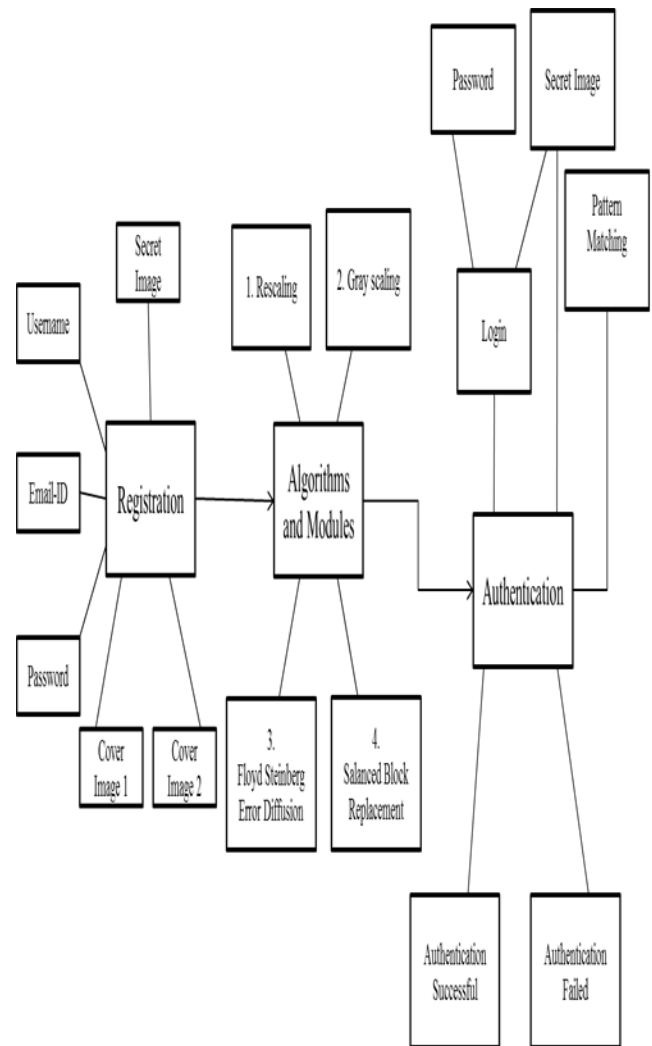 Password
Secret Image
Pattern
Matching
Secret
Image
1. Rescaling
2. Gray scaling
Username
Login
Email-ID
Registration
Algorithms
and Modules
Authentication
Password
Cover
Image 1
Cover
Image 2
3.
Floyd Steinberg
Error Diffusion
4.
Salanced Block
Replacement
Authentication
Successful
Authentication
Failed